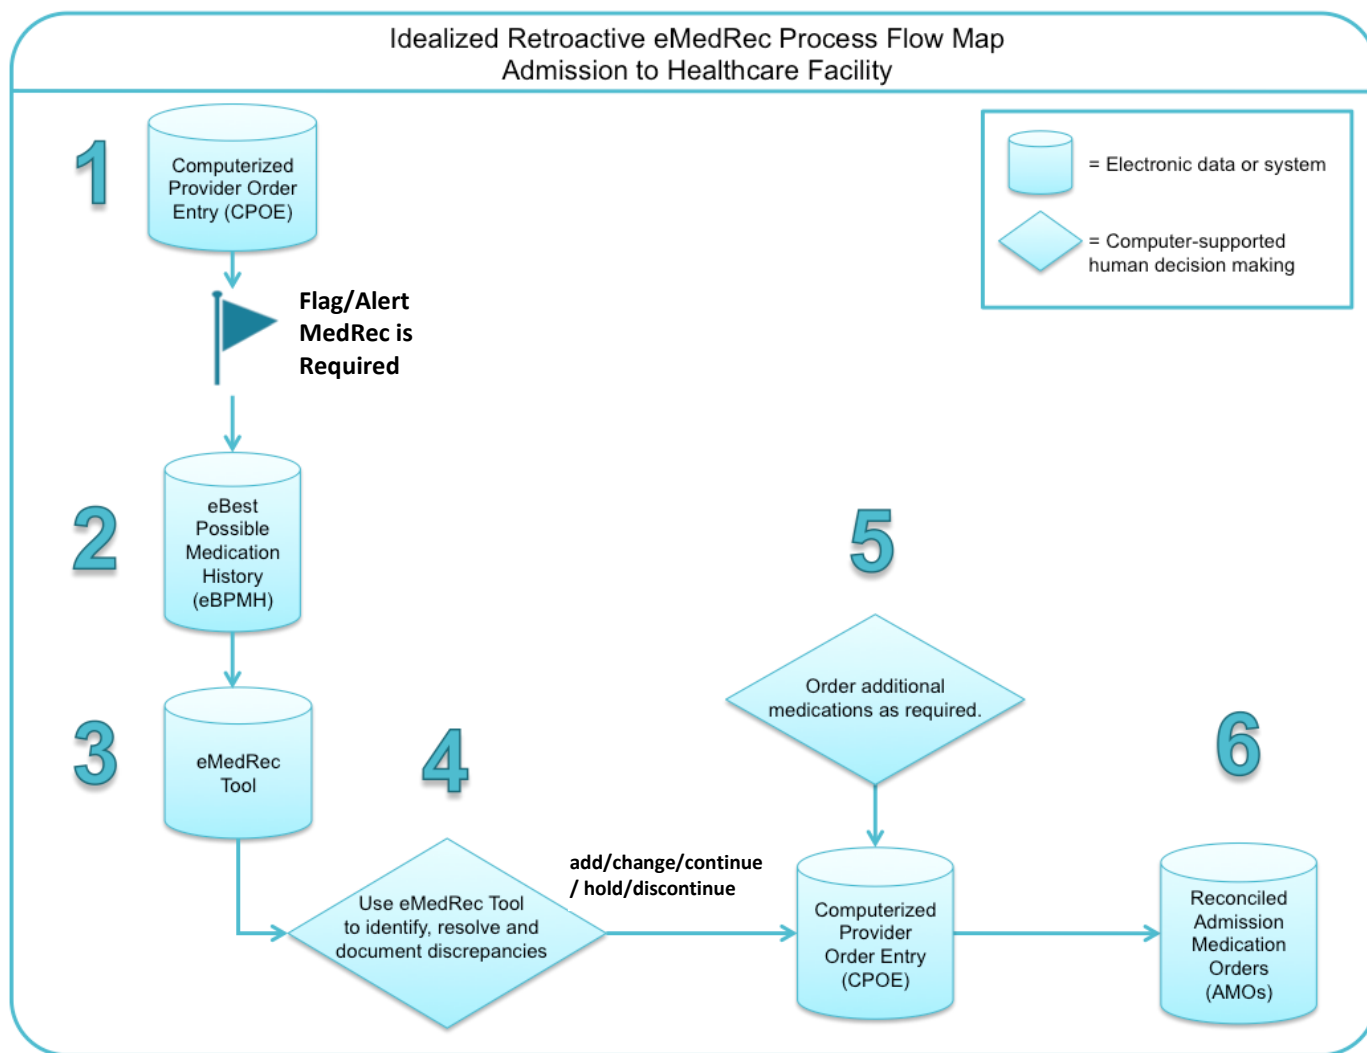 Idealized Retroactive eMedRec Process Flow Map
Admission to Healthcare Facility
= Electronic data or system
= Computer-supported
human decision making
1
Computerized
Provider Order
Entry (CPOE)
Flag/Alert
MedRec is
Required
2
eBest
Possible
Medication
History
(eBPMH)
3
eMedRec
Tool
4
Use eMedRec Tool
to identify, resolve and
document discrepancies
add/change/continue
/ hold/discontinue
5
Order additional
medications as required.
Computerized
Provider
Order Entry
(CPOE)
6
Reconciled
Admission
Medication
Orders
(AMOs)